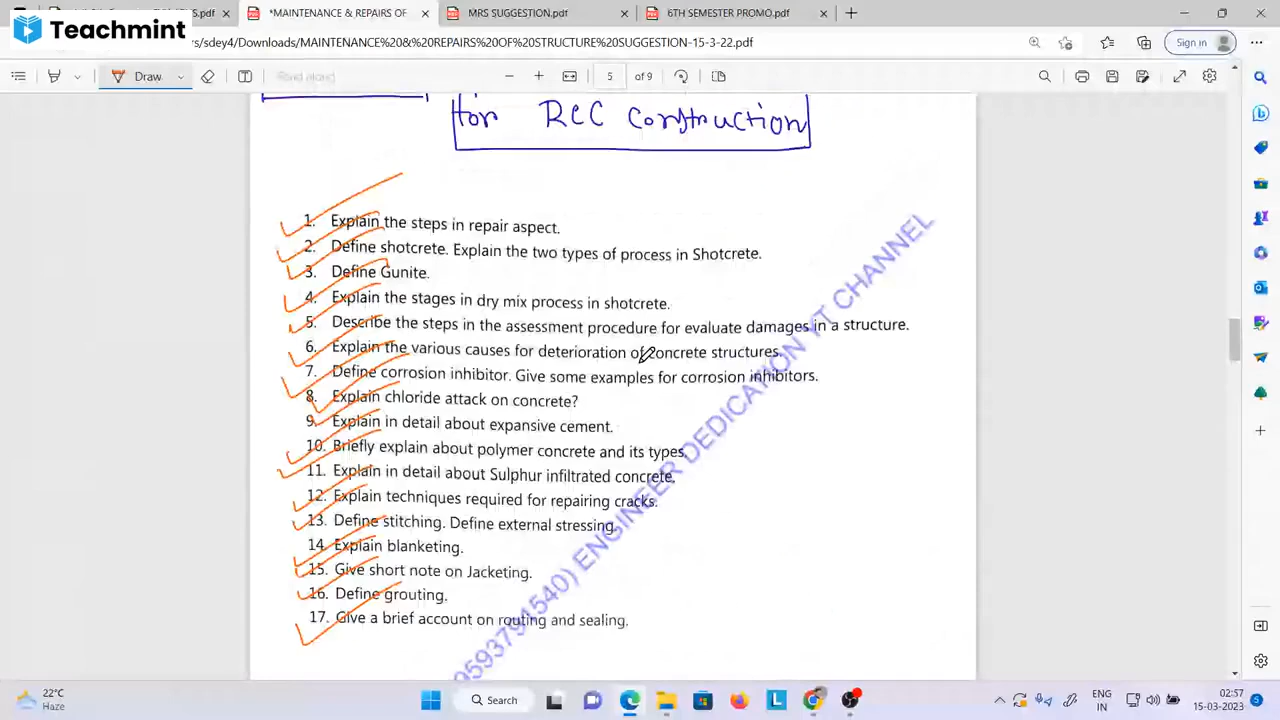 S.pdf
*MAINTENANCE & REPAIRS OF
MRS SUGGESTION.pdf
6TH SEMESTER PROMO.pdf
Teachmint
s/sdey4/Downloads/MAINTENANCE%20&%20REPAIRS%20OF%20STRUCTURE%20SUGGESTION-15-3-22.pdf
Sign in
Draw
Read aloud
5 of 9
for RCC Construction
1. Explain the steps in repair aspect.
2. Define shotcrete. Explain the two types of process in Shotcrete.
3. Define Gunite.
4. Explain the stages in dry mix process in shotcrete.
5. Describe the steps in the assessment procedure for evaluate damages in a structure.
6. Explain the various causes for deterioration of concrete structures.
7. Define corrosion inhibitor. Give some examples for corrosion inhibitors.
8. Explain chloride attack on concrete?
9. Explain in detail about expansive cement.
10. Briefly explain about polymer concrete and its types.
11. Explain in detail about Sulphur infiltrated concrete.
12. Explain techniques required for repairing cracks.
13. Define stitching. Define external stressing.
14. Explain blanketing.
15. Give short note on Jacketing.
16. Define grouting.
17. Give a brief account on routing and sealing.
0593791540) ENGINEER DEDICATION YT CHANNEL
22°C
Haze
Search
ENG
IN
02:57
15-03-2023